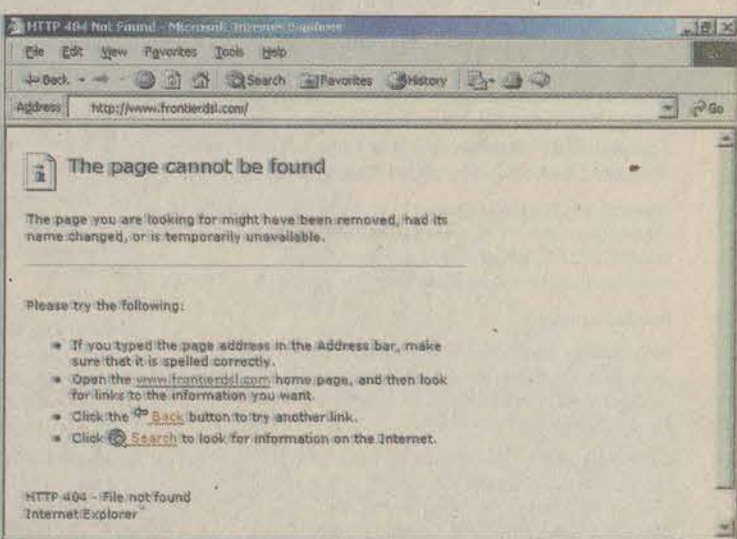 HTTP 404 Not Found - Microsoft Internet Explorer
File Edit View Favorites Tools Help
Back Search Favorites History
Address http://www.frontierdsl.com/ Go
The page cannot be found
The page you are looking for might have been removed, had its
name changed, or is temporarily unavailable.
Please try the following:
If you typed the page address in the Address bar, make
sure that it is spelled correctly.
Open the www.frontierdsl.com home page, and then look
for links to the information you want.
Click the Back button to try another link.
Click Search to look for information on the Internet.
HTTP 404 - File not found
Internet Explorer